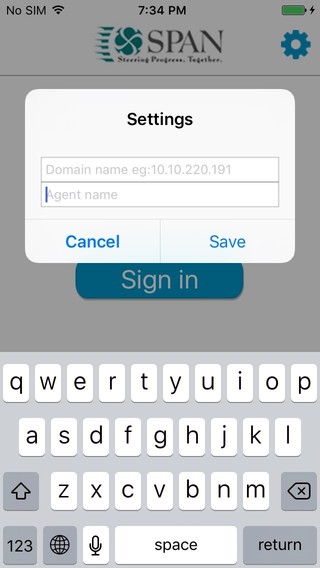 No SIM 7:34 PM
SPAN
Steering Progress. Together.
Settings
Domain name eg:10.10.220.191
Agent name
Cancel Save
Sign in
q w e r t y u i o p
a s d f g h j k l
z x c v b n m
123 space return